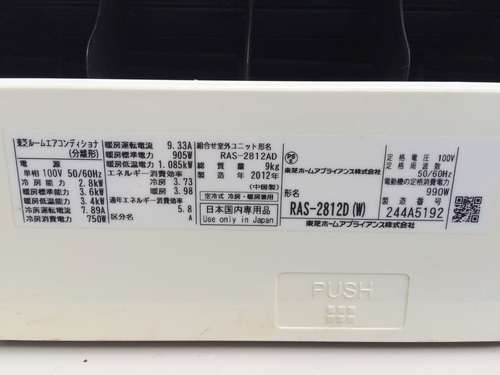 東芝ルームエアコンディショナ
(分離形)
電 源
単相 100V 50/60Hz
冷房能力 2.8kW
暖房標準能力 3.6kW
暖房低温能力 3.4kW
冷房運転電流 7.89A
冷房消費電力 750W
暖房運転電流 9.33A
暖房標準電力 905W
暖房低温電力 1.085kW
エネルギー消費効率
冷房 3.73
暖房 3.98
通年エネルギー消費効率
5.8
区分名 A
組合せ室外ユニット形名
RAS-2812AD
総質量 9kg
製造年 2012年
(中国製)
空冷式 冷房・暖房兼用
日本国内専用品
Use only in Japan
PS
E
東芝ホームアプライアンス株式会社
形名
RAS-2812D(W)
定格電圧 100V
定格周波数
50/60Hz
電動機の定格消費電力
990W
製造番号
244A5192
東芝ホームアプライアンス株式会社
PUSH